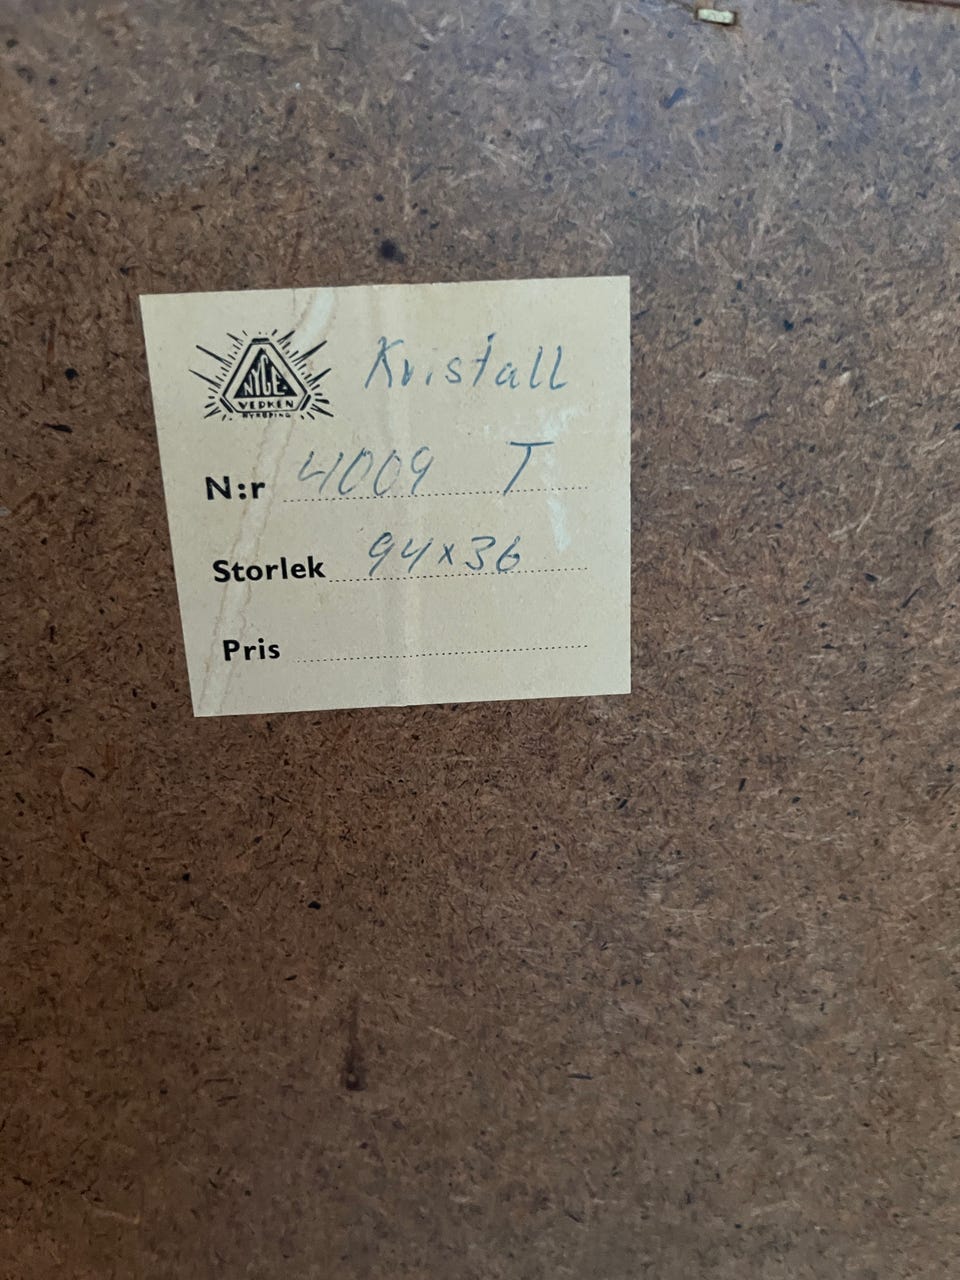 NYGE
VERKEN
NYKÖPING
Kristall
N:r 4009 T
Storlek 94x36
Pris